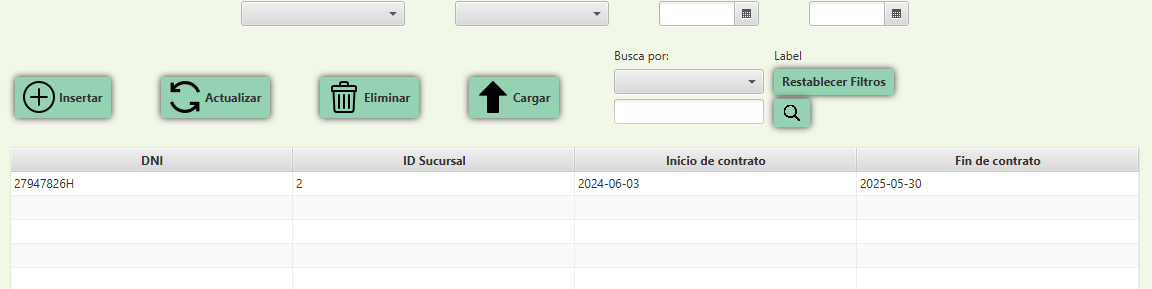 Busca por:
Label
Insertar
Actualizar
Eliminar
Cargar
Restablecer Filtros
DNI
ID Sucursal
Inicio de contrato
Fin de contrato
27947826H
2
2024-06-03
2025-05-30